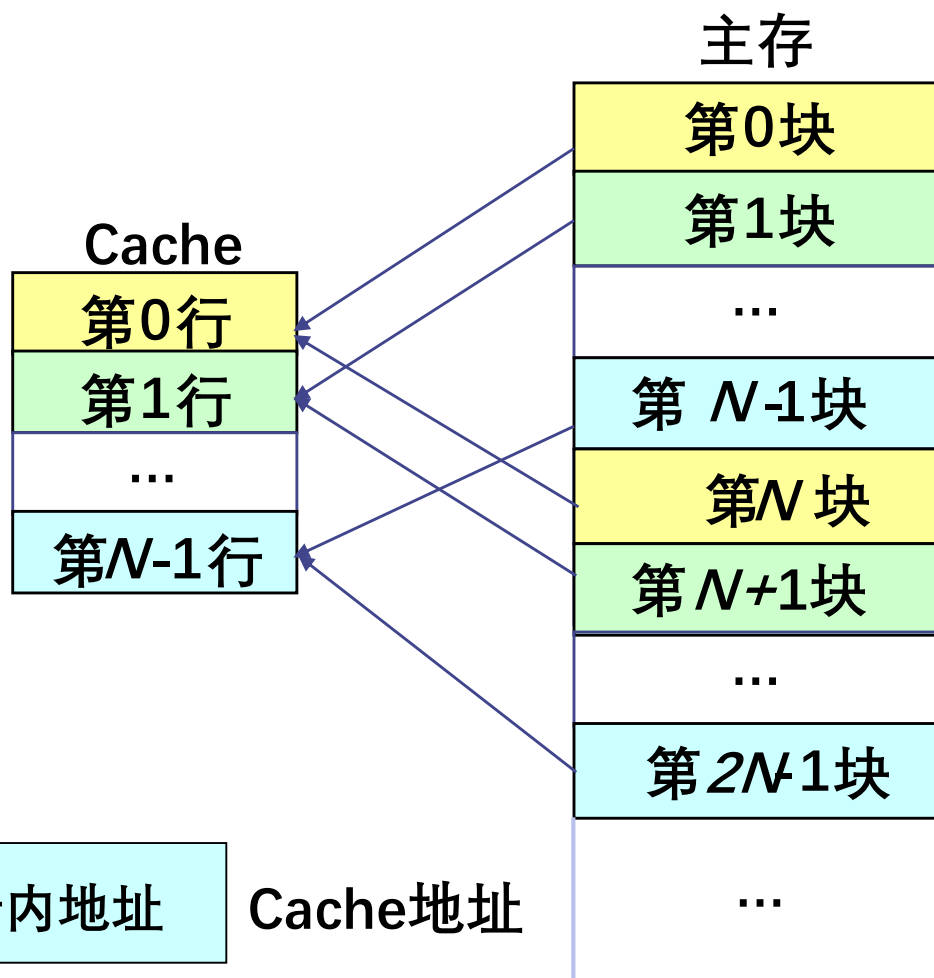 主存
第0块
第1块
...
第 N-1块
第N 块
第N+1块
...
第2N-1块
...
Cache
第0行
第1行
...
第N-1行
内地址
Cache地址